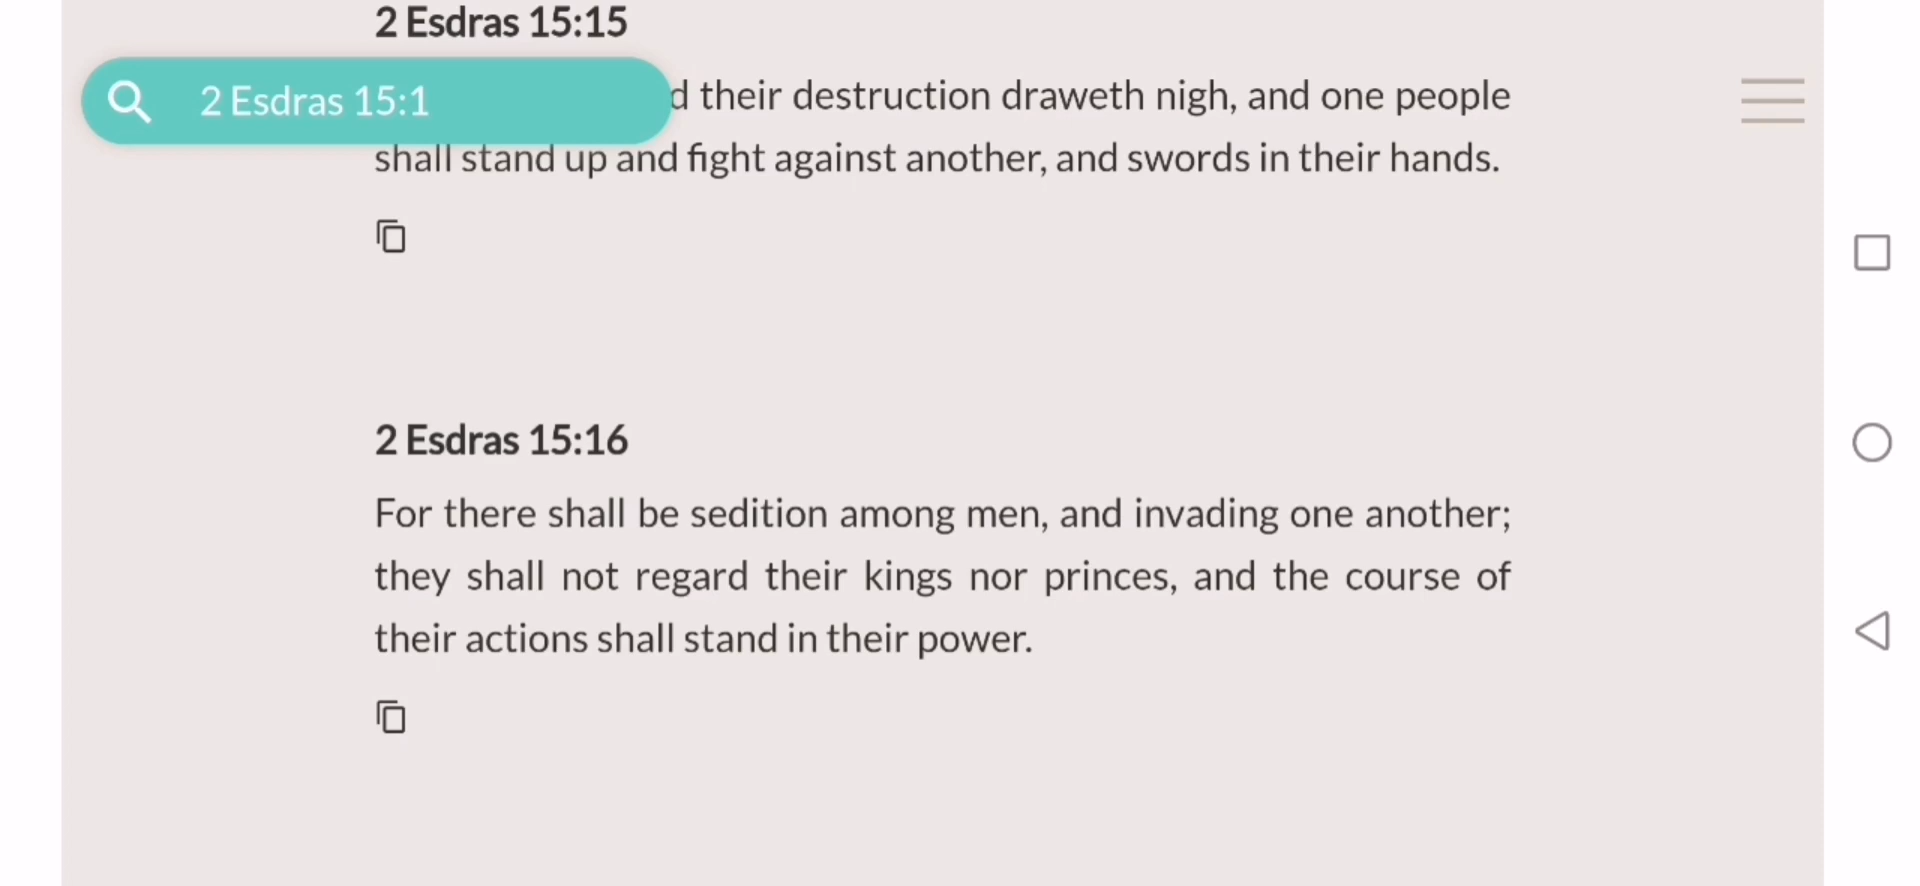 2 Esdras 15:15
2 Esdras 15:1
their destruction draweth nigh, and one people
shall stand up and fight against another, and swords in their hands.
2 Esdras 15:16
For there shall be sedition among men, and invading one another;
they shall not regard their kings nor princes, and the course of
their actions shall stand in their power.